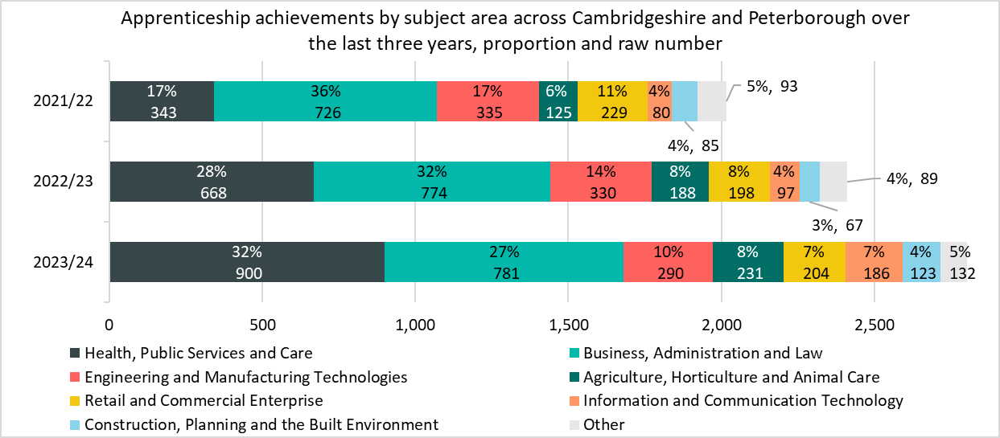 Apprenticeship achievements by subject area across Cambridgeshire and Peterborough over
the last three years, proportion and raw number
2021/22
17% 36% 17% 6% 11% 4%
343 726 335 125 229 80
5%, 93
4%, 85
2022/23
28% 32% 14% 8% 8% 4%
668 774 330 188 198 97
4%, 89
3%, 67
2023/24
32% 27% 10% 8% 7% 7% 4% 5%
900 781 290 231 204 186 123 132
0 500 1,000 1,500 2,000 2,500
Health, Public Services and Care
Business, Administration and Law
Engineering and Manufacturing Technologies
Agriculture, Horticulture and Animal Care
Retail and Commercial Enterprise
Information and Communication Technology
Construction, Planning and the Built Environment
Other